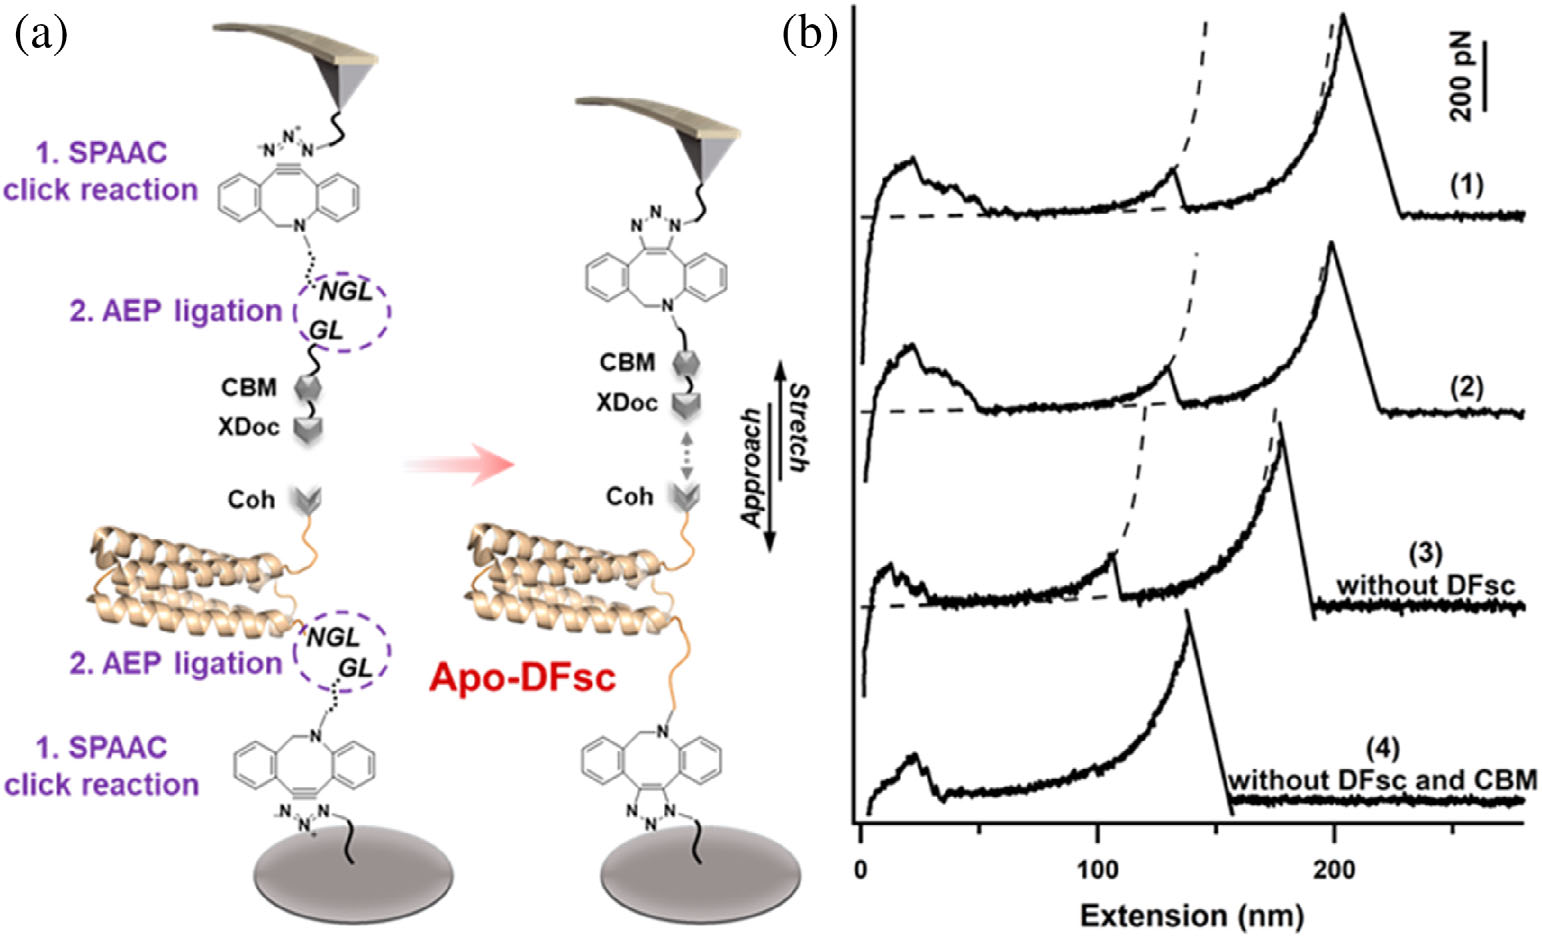 (a)
1. SPAAC
click reaction
N
+
–
N
N
N
2. AEP ligation
NGL
GL
CBM
XDoc
Coh
NGL
2. AEP ligation
GL
N
1. SPAAC
click reaction
N
N
–
N
+
N
N
N
N
CBM
XDoc
Coh
Stretch
Approach
Apo-DFsc
N
N
N
N
(b)
200 pN
(1)
(2)
(3)
without DFsc
(4)
without DFsc and CBM
0
100
200
Extension (nm)